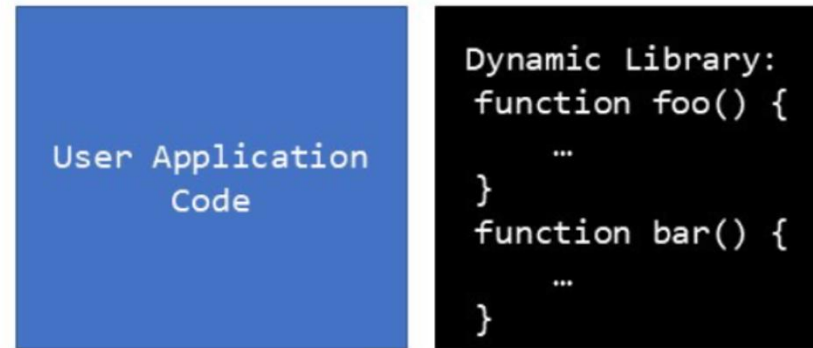 User Application
Code
Dynamic Library:
function foo() {
…
}
function bar() {
…
}